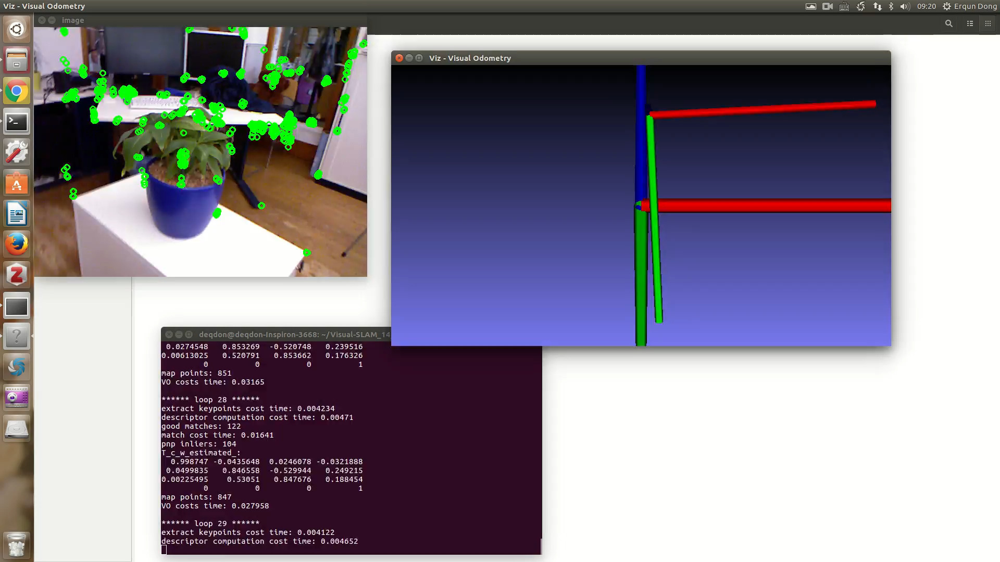 Viz - Visual Odometry
09:20
Erqun Dong
image
Viz - Visual Odometry
deqdon@deqdon-Inspiron-3668: ~/Visual-SLAM_14
0.0274548 0.853269 -0.520748 0.239516
0.00613025 0.520791 0.853662 0.176326
0 0 0 1
map points: 851
VO costs time: 0.03165
****** loop 28 ******
extract keypoints cost time: 0.004234
descriptor computation cost time: 0.00471
good matches: 122
match cost time: 0.01641
pnp inliers: 104
T_c_w_estimated_:
0.998747 -0.0435648 0.0246078 -0.0321888
0.0499835 0.846558 -0.529944 0.249215
0.00225495 0.53051 0.847676 0.188454
0 0 0 1
map points: 847
VO costs time: 0.027958
****** loop 29 ******
extract keypoints cost time: 0.004122
descriptor computation cost time: 0.004652